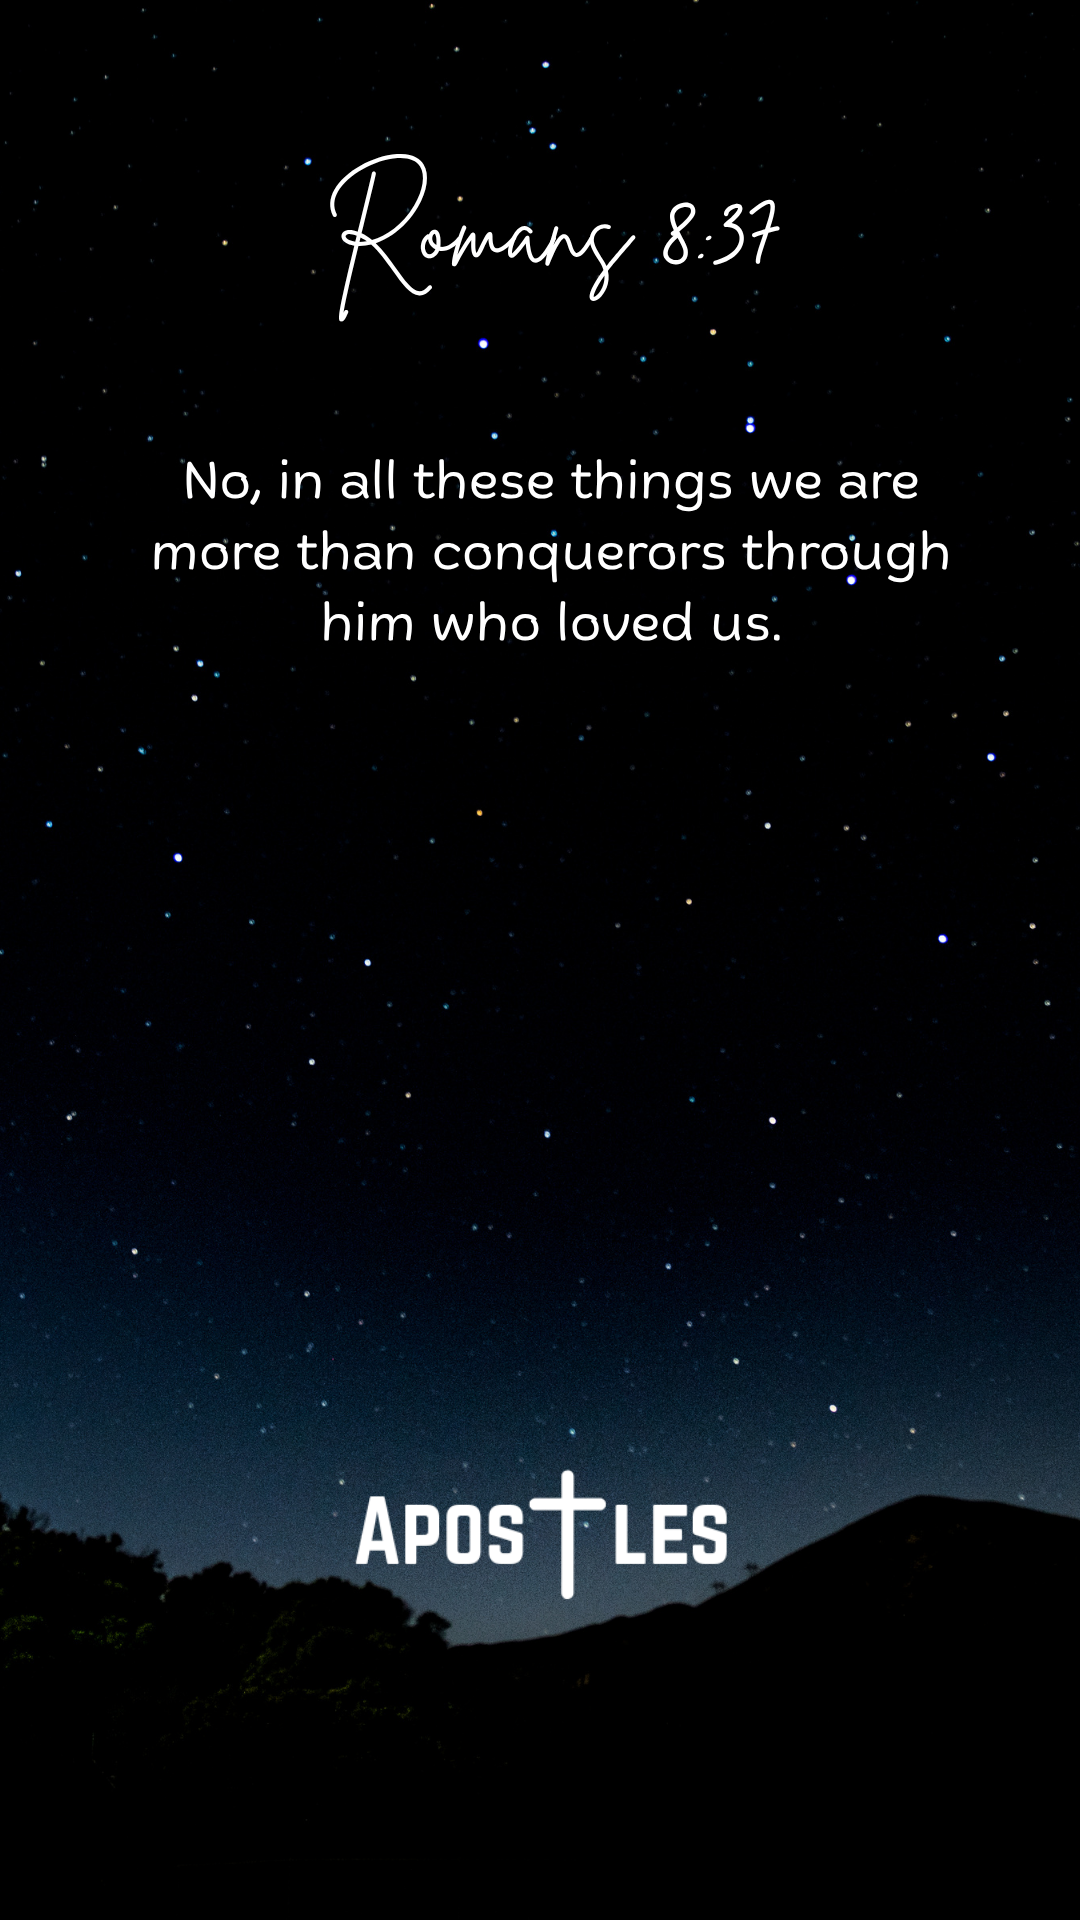 Romans 8:37
No, in all these things we are
more than conquerors through
him who loved us.
APOSTLES